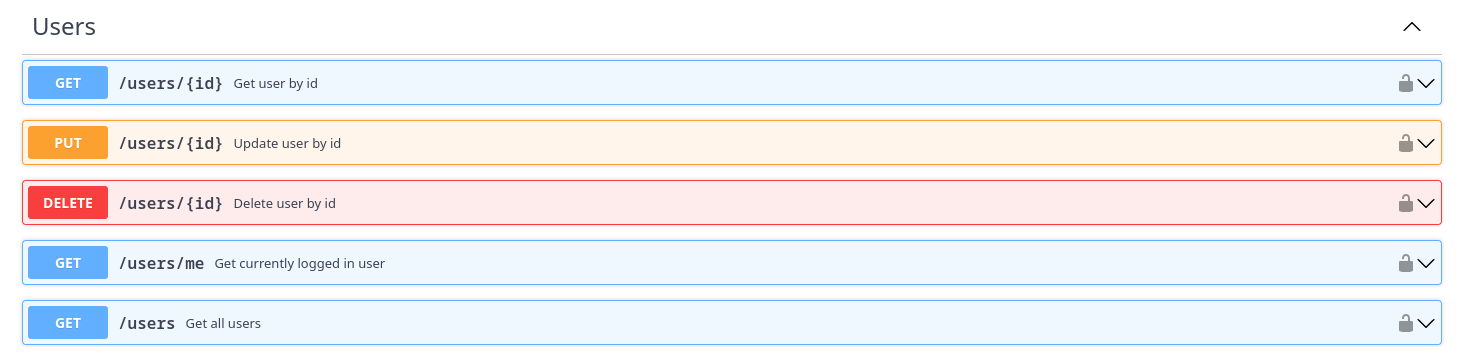 Users
GET /users/{id} Get user by id
PUT /users/{id} Update user by id
DELETE /users/{id} Delete user by id
GET /users/me Get currently logged in user
GET /users Get all users